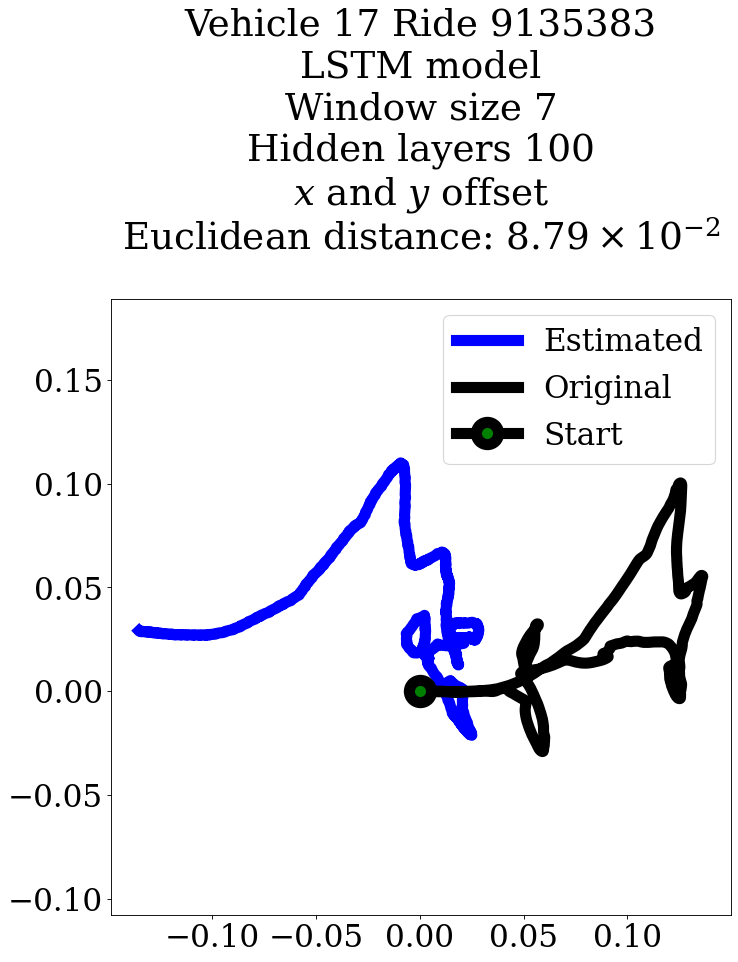 Vehicle 17 Ride 9135383
LSTM model
Window size 7
Hidden layers 100
x and y offset
Euclidean distance: 8.79 × 10⁻²
Estimated
Original
Start
0.15
0.10
0.05
0.00
−0.05
−0.10
−0.10 −0.05 0.00 0.05 0.10